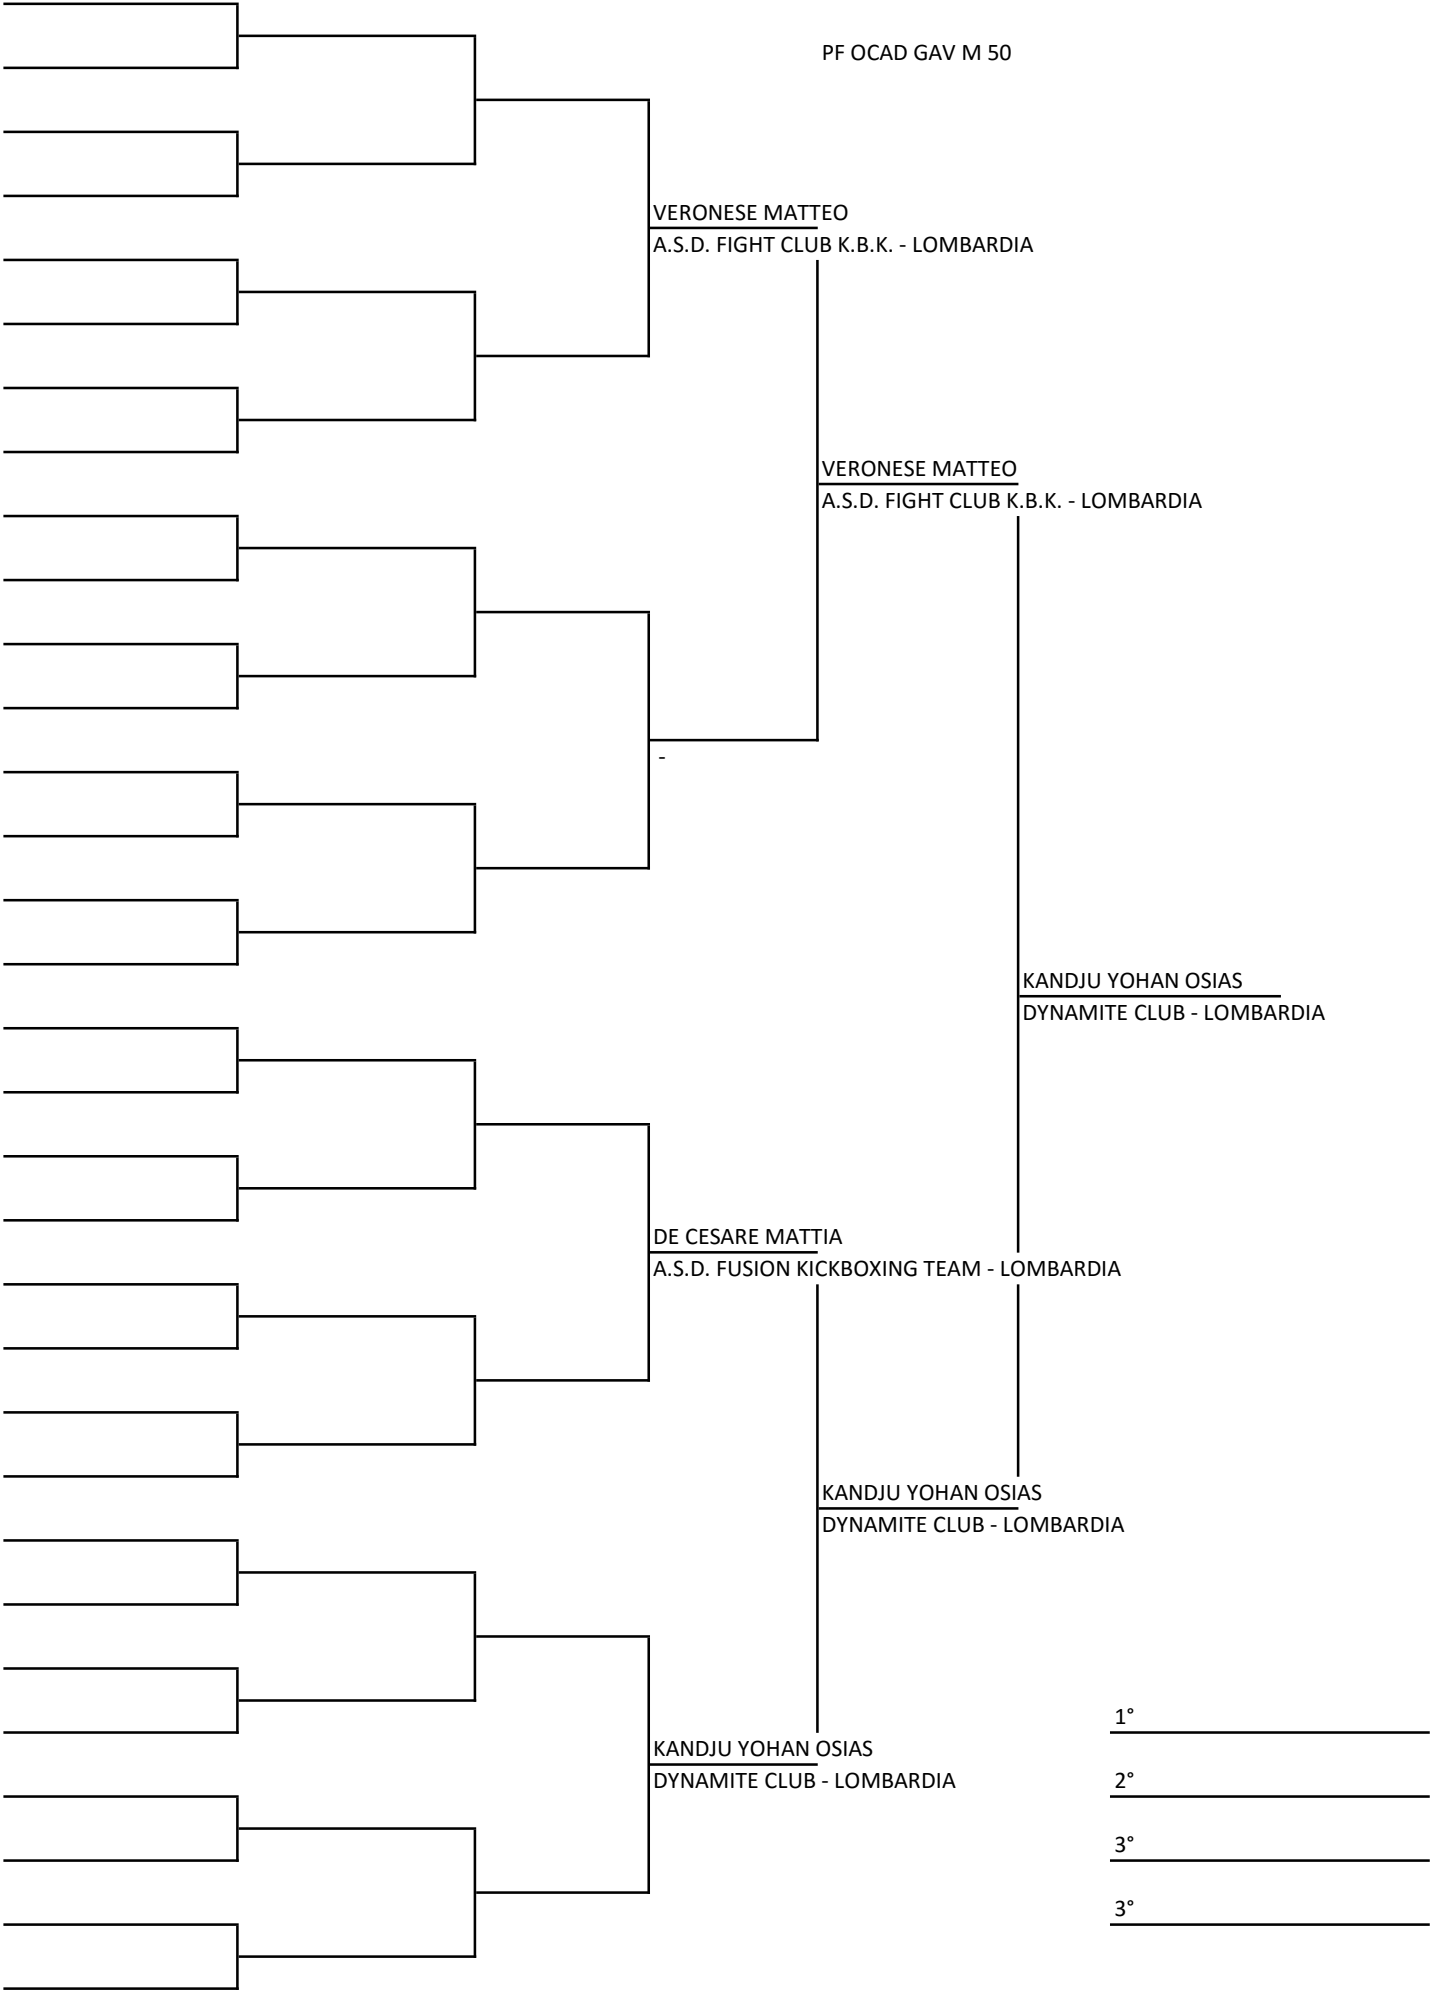 PF OCAD GAV M 50
VERONESE MATTEO
A.S.D. FIGHT CLUB K.B.K. - LOMBARDIA
VERONESE MATTEO
A.S.D. FIGHT CLUB K.B.K. - LOMBARDIA
-
KANDJU YOHAN OSIAS
DYNAMITE CLUB - LOMBARDIA
DE CESARE MATTIA
A.S.D. FUSION KICKBOXING TEAM - LOMBARDIA
KANDJU YOHAN OSIAS
DYNAMITE CLUB - LOMBARDIA
KANDJU YOHAN OSIAS
DYNAMITE CLUB - LOMBARDIA
1°
2°
3°
3°